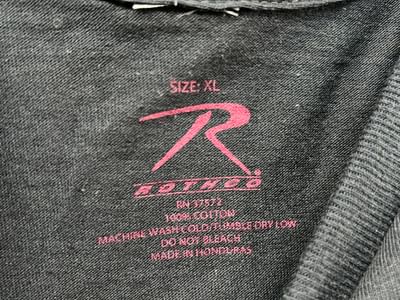 SIZE: XL
R
ROTHCO
RN 37572
100% COTTON
MACHINE WASH COLD/TUMBLE DRY LOW
DO NOT BLEACH
MADE IN HONDURAS